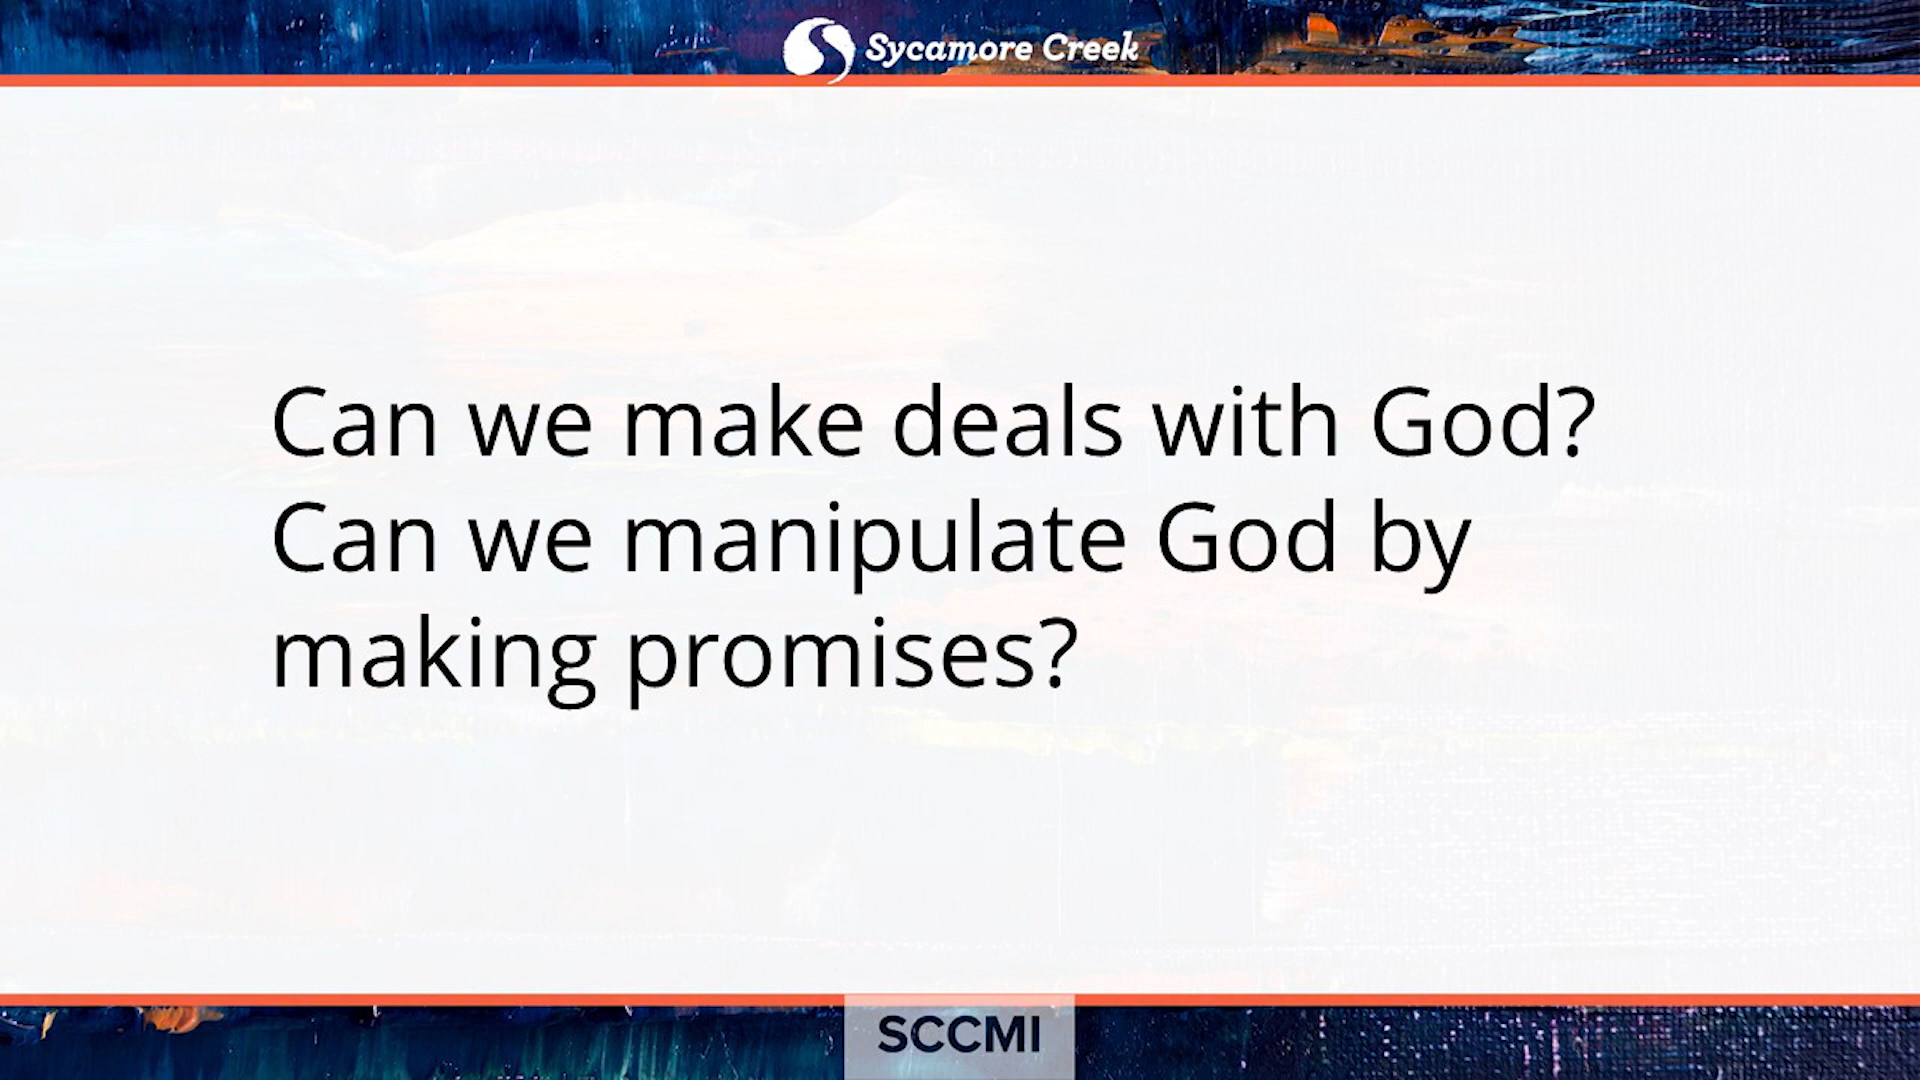 Sycamore Creek
Can we make deals with God?
Can we manipulate God by
making promises?
SCCMI